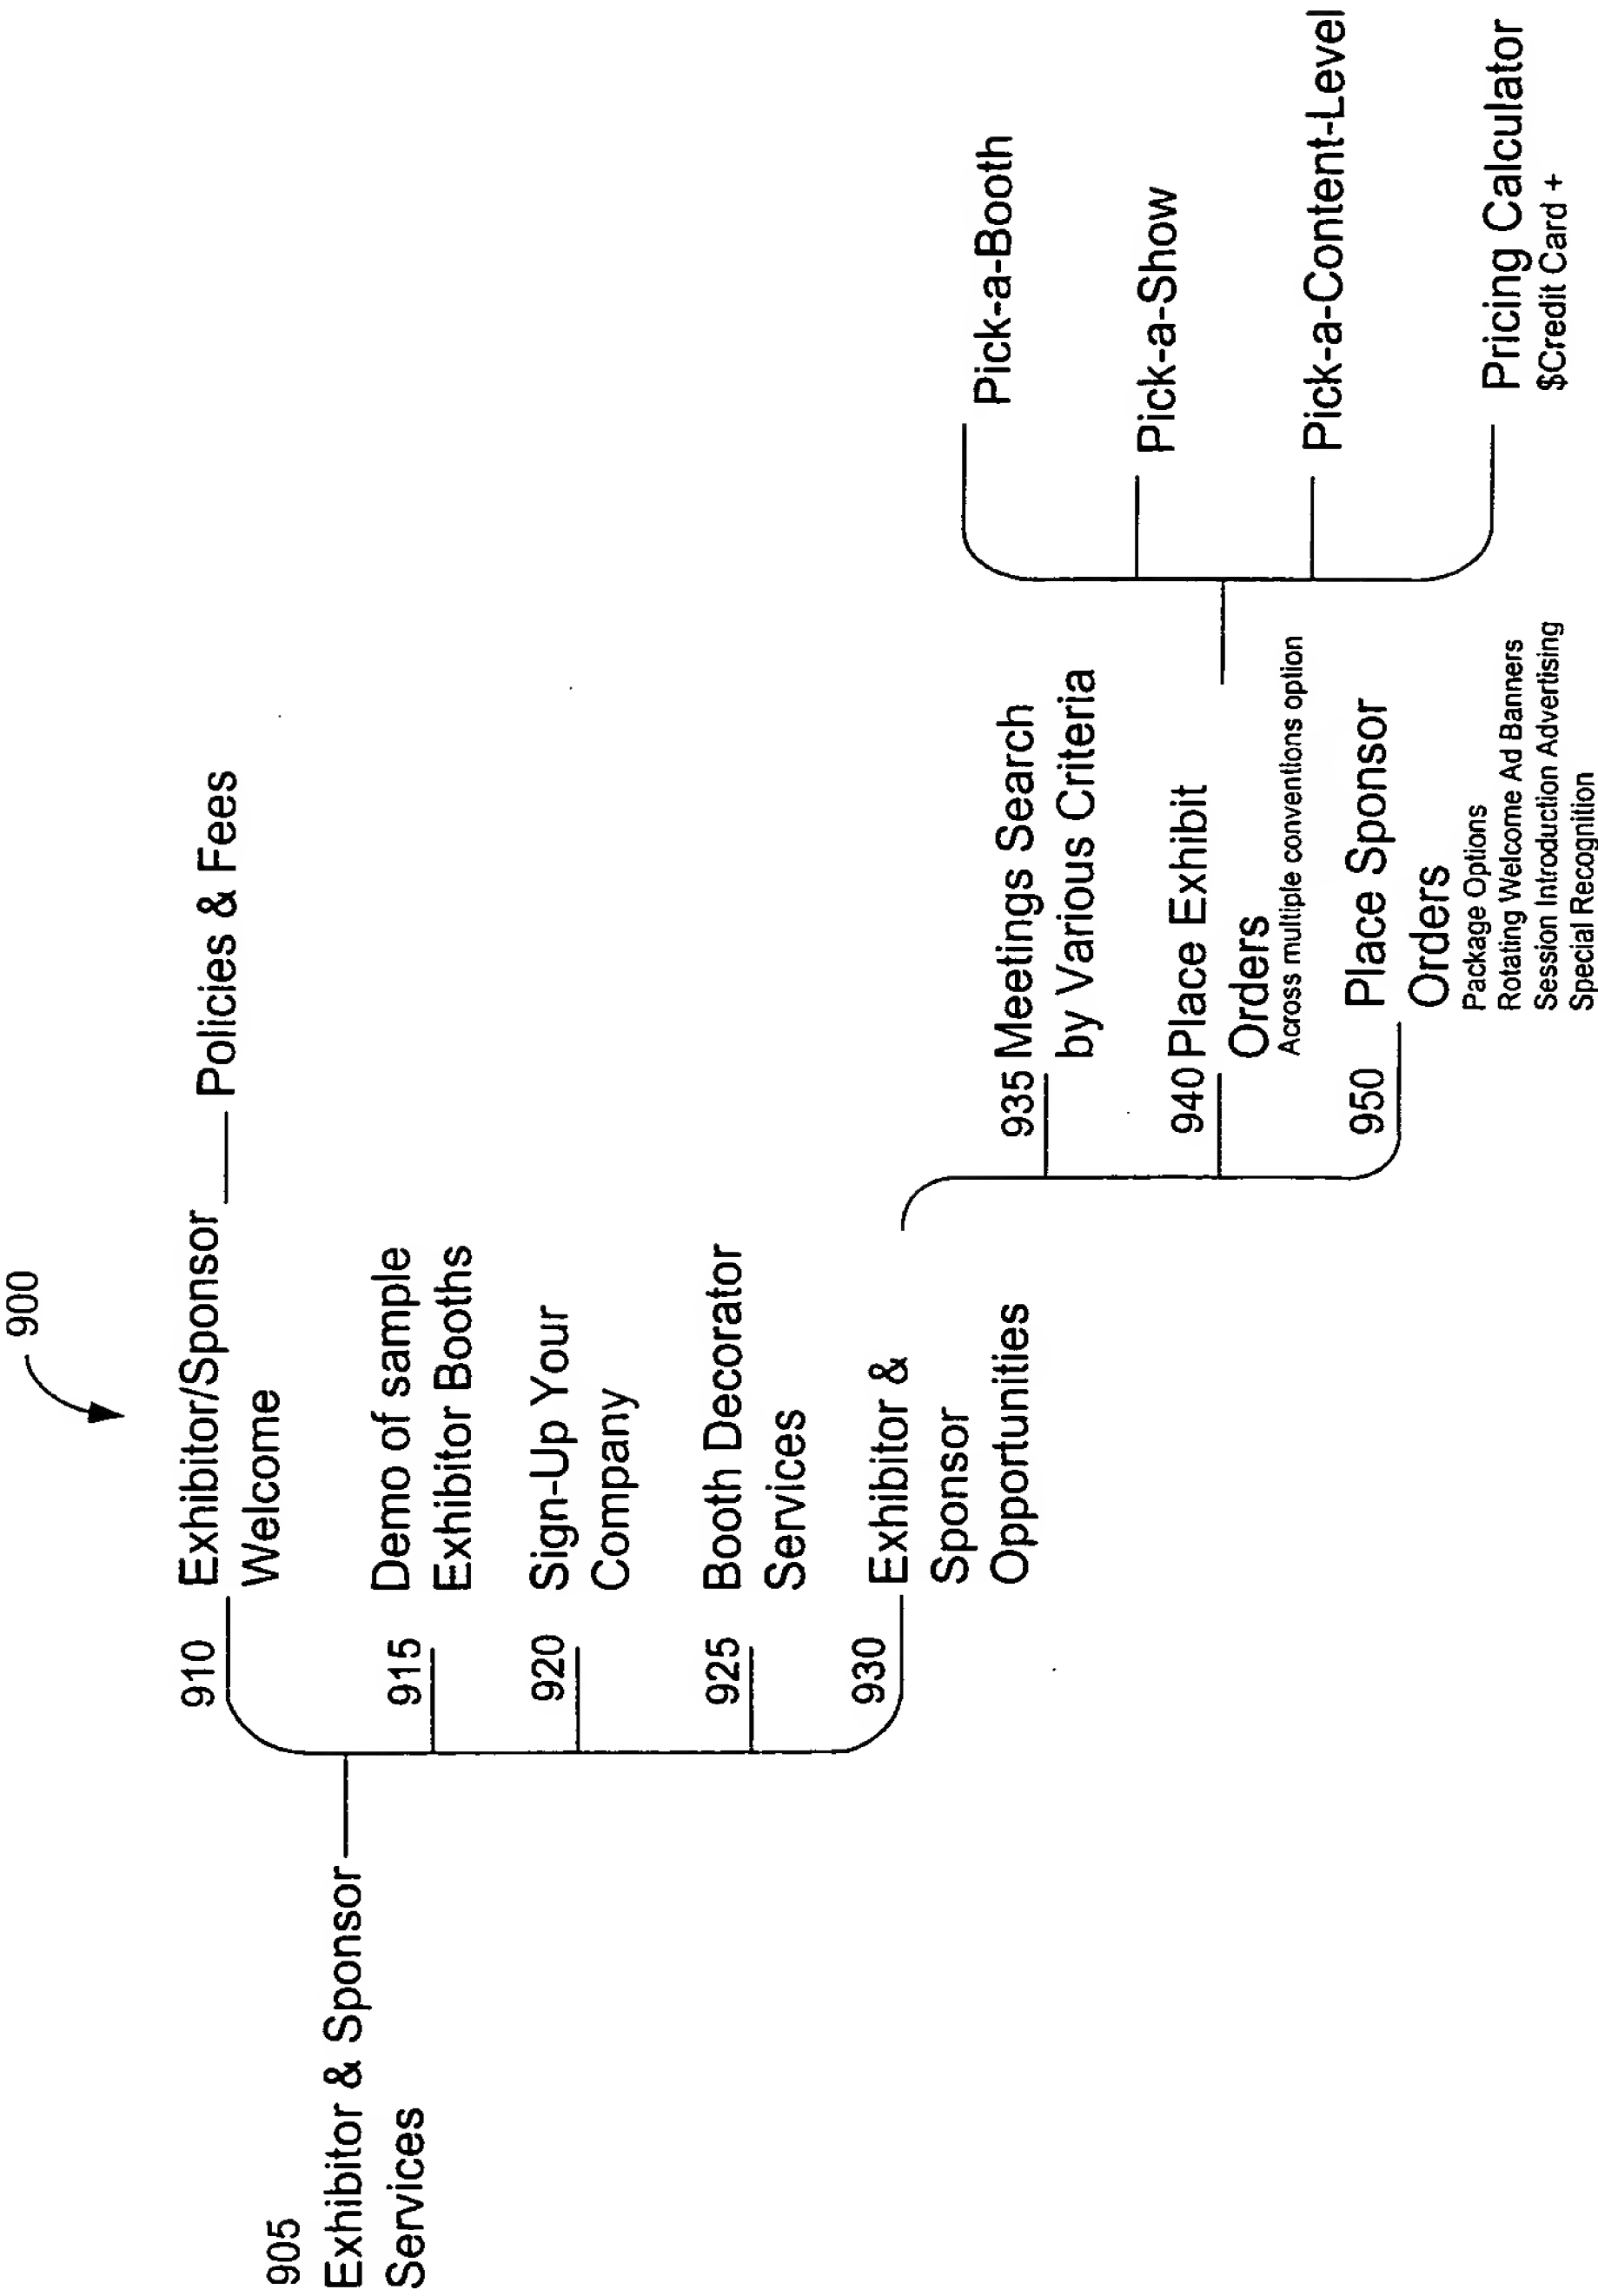 900
905
Exhibitor & Sponsor
Services
910
Exhibitor/Sponsor
Welcome
Policies & Fees
915
Demo of sample
Exhibitor Booths
920
Sign-Up Your
Company
925
Booth Decorator
Services
930
Exhibitor &
Sponsor
Opportunities
935 Meetings Search
by Various Criteria
940 Place Exhibit
Orders
Across multiple conventions option
950 Place Sponsor
Orders
Package Options
Rotating Welcome Ad Banners
Session Introduction Advertising
Special Recognition
Pick-a-Booth
Pick-a-Show
Pick-a-Content-Level
Pricing Calculator
$Credit Card +